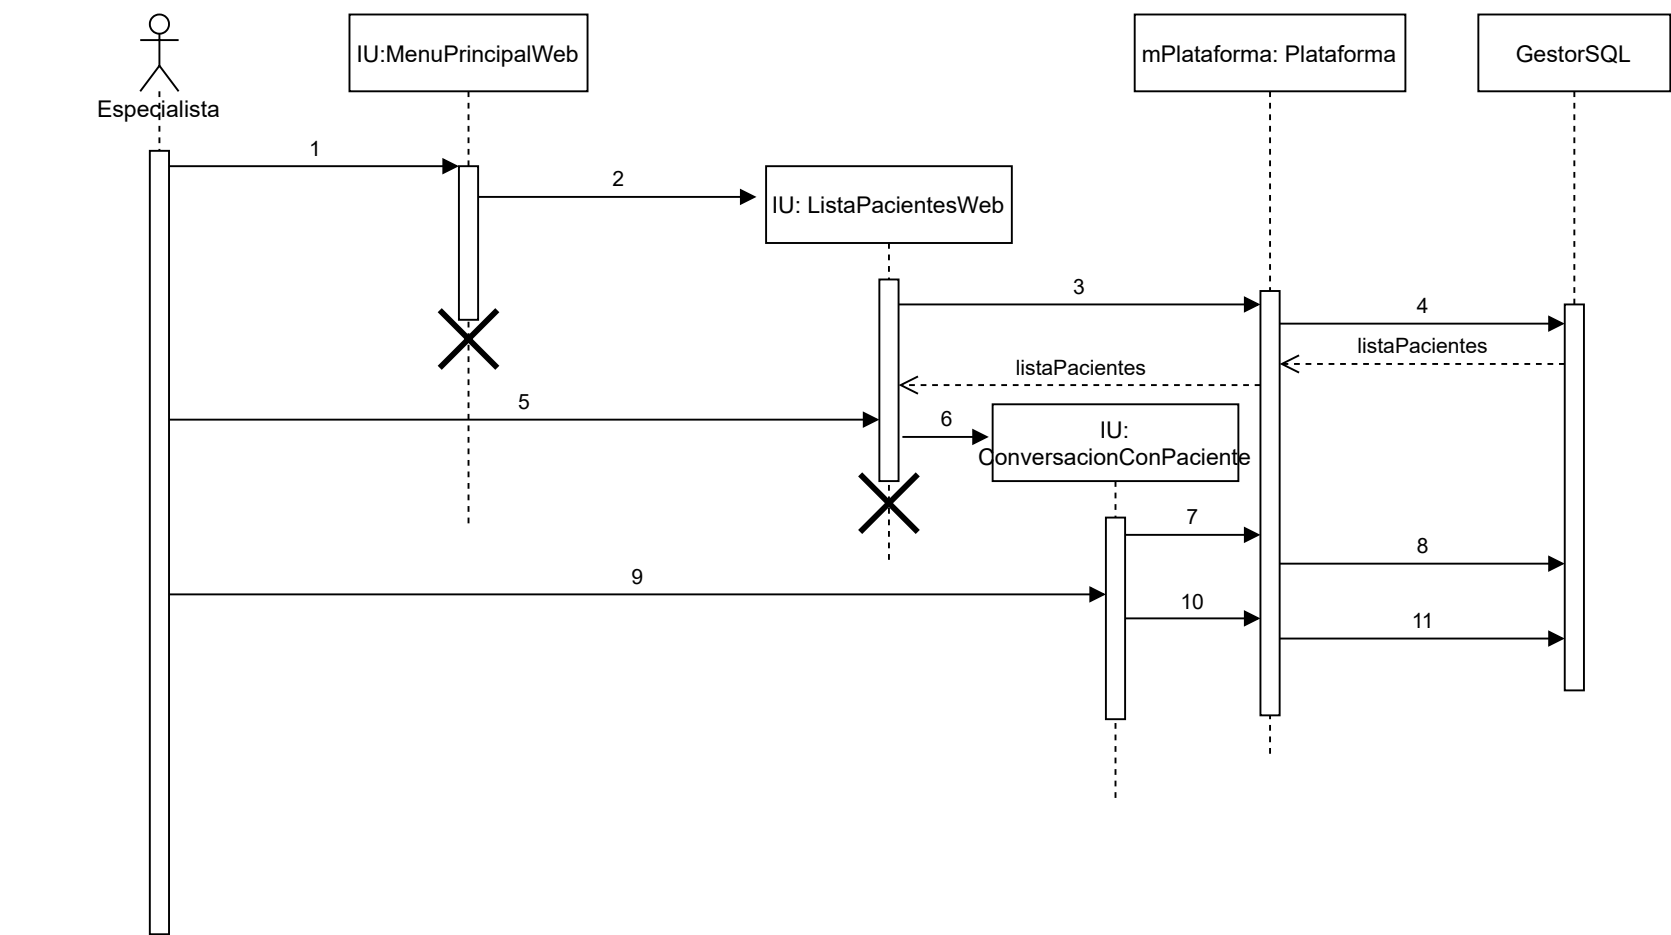 IU:MenuPrincipalWeb
mPlataforma: Plataforma
GestorSQL
Especialista
1
2
IU: ListaPacientesWeb
3
4
listaPacientes
listaPacientes
5
6
IU:
ConversacionConPaciente
7
8
9
10
11